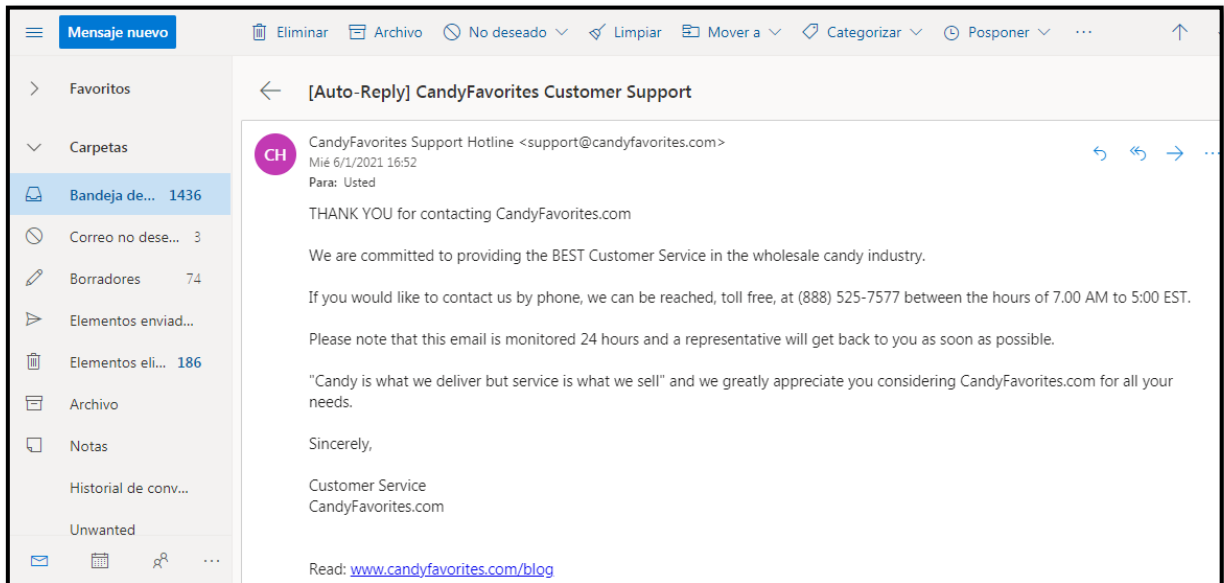 Mensaje nuevo
Eliminar Archivo No deseado Limpiar Mover a Categorizar Posponer ...
Favoritos
Carpetas
Bandeja de... 1436
Correo no dese... 3
Borradores 74
Elementos enviad...
Elementos eli... 186
Archivo
Notas
Historial de conv...
Unwanted
[Auto-Reply] CandyFavorites Customer Support
CH
CandyFavorites Support Hotline <support@candyfavorites.com>
Mié 6/1/2021 16:52
Para: Usted
THANK YOU for contacting CandyFavorites.com
We are committed to providing the BEST Customer Service in the wholesale candy industry.
If you would like to contact us by phone, we can be reached, toll free, at (888) 525-7577 between the hours of 7.00 AM to 5:00 EST.
Please note that this email is monitored 24 hours and a representative will get back to you as soon as possible.
"Candy is what we deliver but service is what we sell" and we greatly appreciate you considering CandyFavorites.com for all your
needs.
Sincerely,
Customer Service
CandyFavorites.com
Read: www.candyfavorites.com/blog